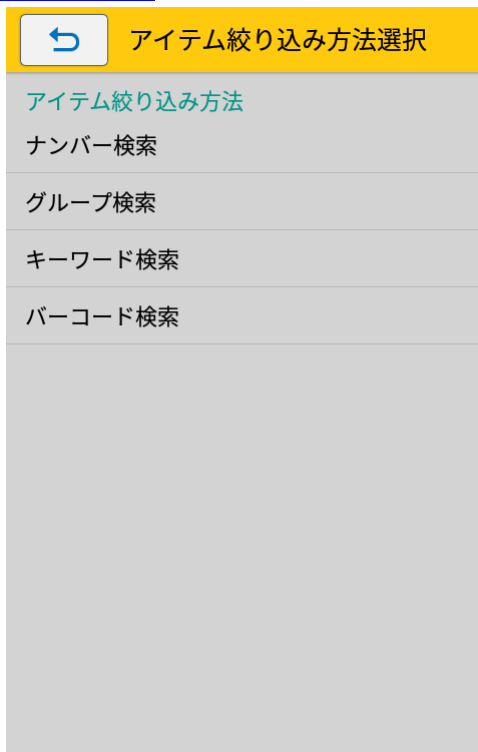 アイテム絞り込み方法選択
アイテム絞り込み方法
ナンバー検索
グループ検索
キーワード検索
バーコード検索